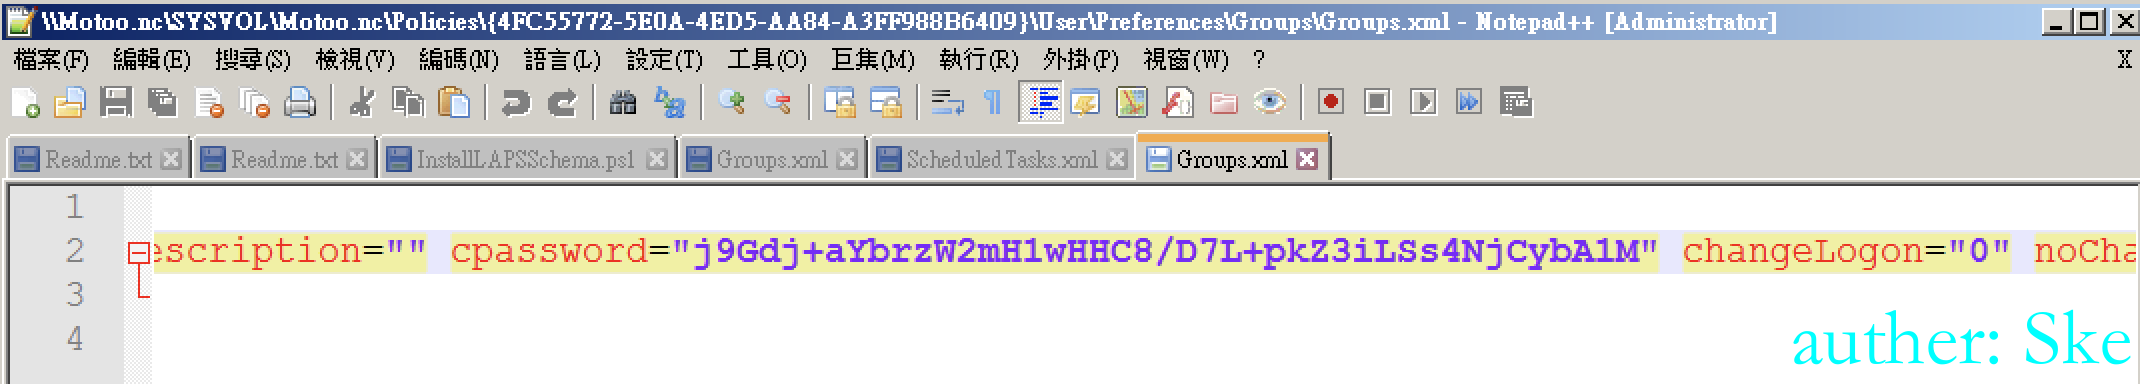 \\Motoo.nc\SYSVOL\Motoo.nc\Policies\{4FC55772-5E0A-4ED5-AA84-A3FF988B6409}\User\Preferences\Groups\Groups.xml - Notepad++ [Administrator]
檔案(F) 編輯(E) 搜尋(S) 檢視(V) 編碼(N) 語言(L) 設定(T) 工具(O) 巨集(M) 執行(R) 外掛(P) 視窗(W) ? X
Readme.txt Readme.txt InstallLAPSSchema.ps1 Groups.xml ScheduledTasks.xml Groups.xml
1
2 escription="" cpassword="j9Gdj+aYbrzW2mH1wHHC8/D7L+pkZ3iLSs4NjCybA1M" changeLogon="0" noCha
3
4
auther: Ske